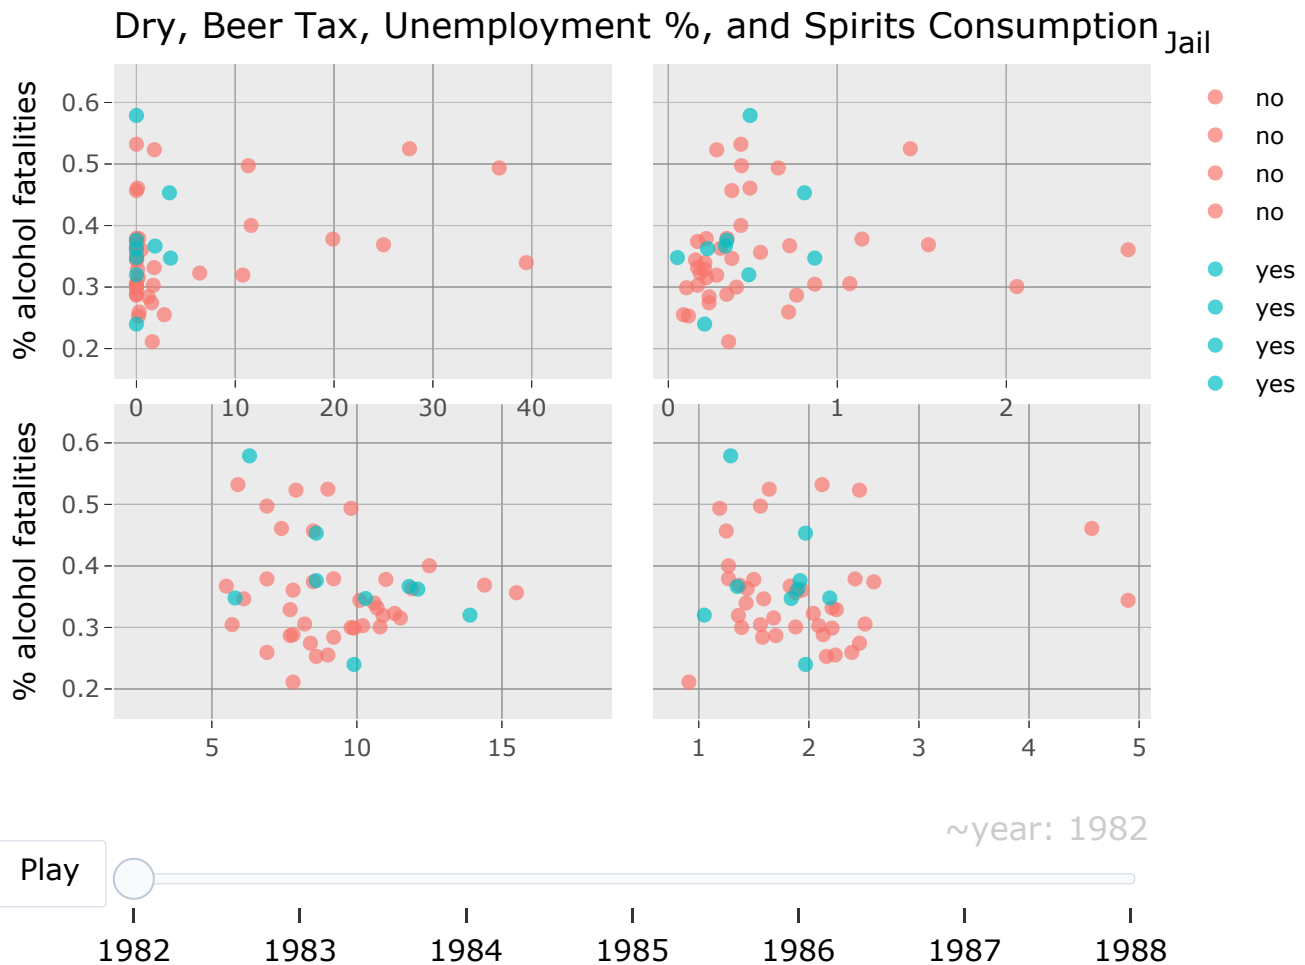 Dry, Beer Tax, Unemployment %, and Spirits Consumption
Jail
no
no
no
no
yes
yes
yes
yes
% alcohol fatalities
0.6
0.5
0.4
0.3
0.2
0 10 20 30 40
0 1 2
% alcohol fatalities
0.6
0.5
0.4
0.3
0.2
5 10 15
1 2 3 4 5
~year: 1982
Play
1982 1983 1984 1985 1986 1987 1988